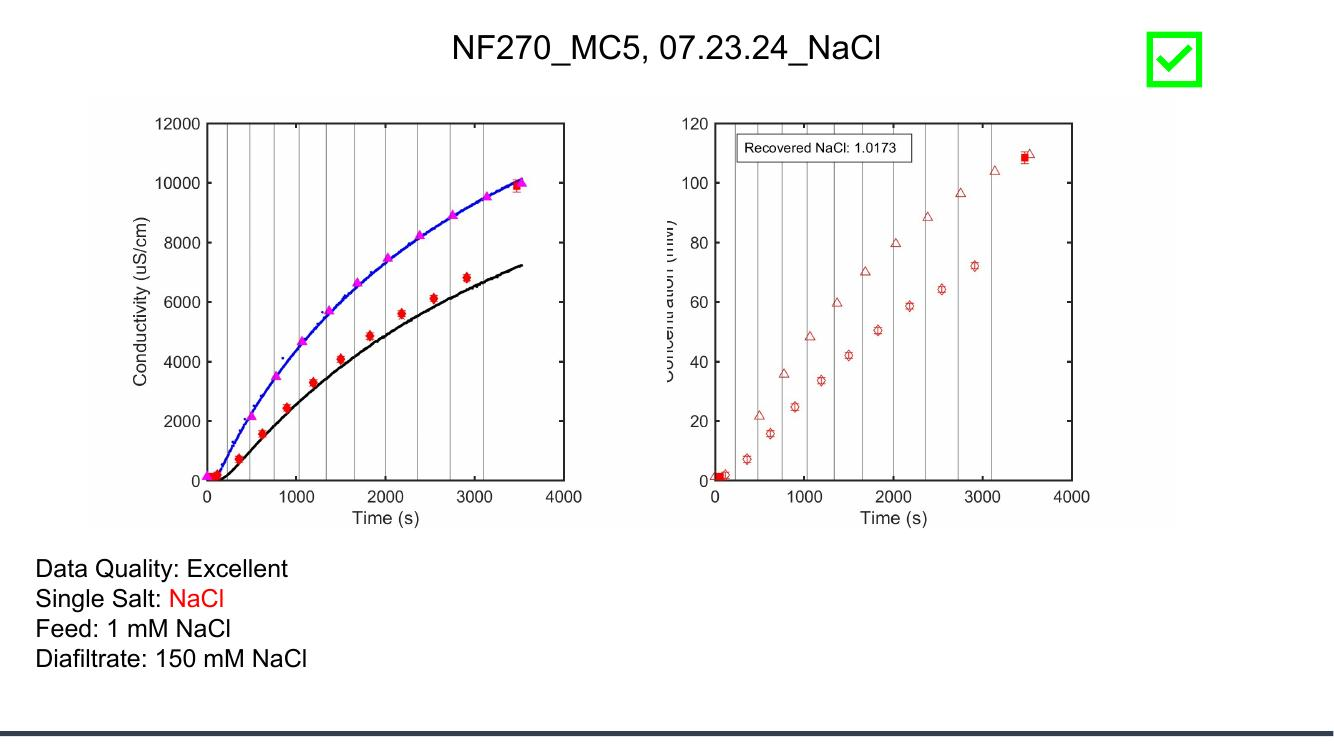 NF270_MC5, 07.23.24_NaCl
12000
10000
8000
6000
4000
2000
0
Conductivity (uS/cm)
0 1000 2000 3000 4000
Time (s)
120
100
80
60
40
20
0
Recovered NaCl: 1.0173
Concentration (mM)
0 1000 2000 3000 4000
Time (s)
Data Quality: Excellent
Single Salt: NaCl
Feed: 1 mM NaCl
Diafiltrate: 150 mM NaCl